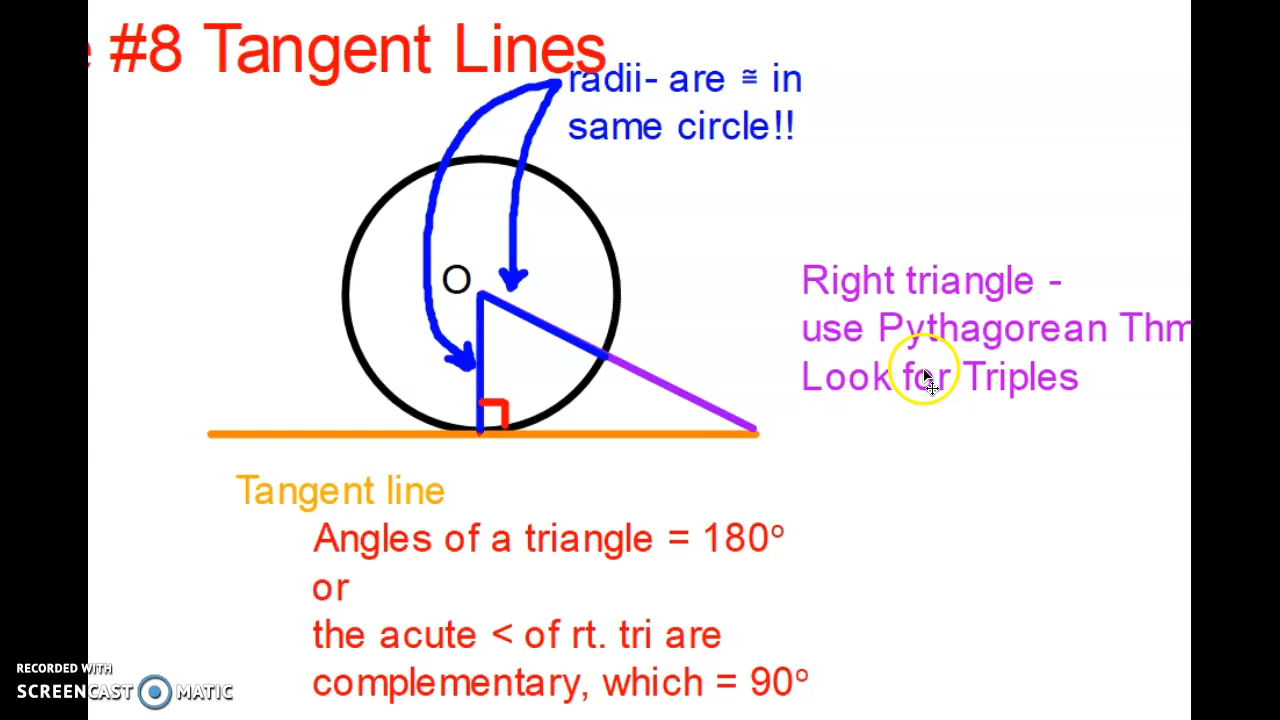 #8 Tangent Lines
radii- are ≅ in
same circle!!
O
Right triangle -
use Pythagorean Thm
Look for Triples
Tangent line
Angles of a triangle = 180°
or
the acute < of rt. tri are
complementary, which = 90°
RECORDED WITH
SCREENCAST MATIC